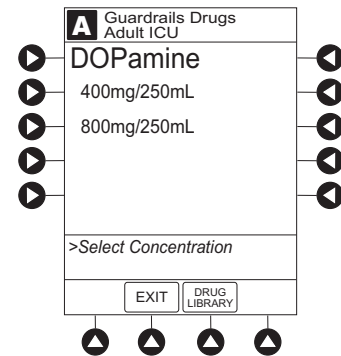 A Guardrails Drugs
Adult ICU
DOPamine
400mg/250mL
800mg/250mL
>Select Concentration
EXIT DRUG
LIBRARY